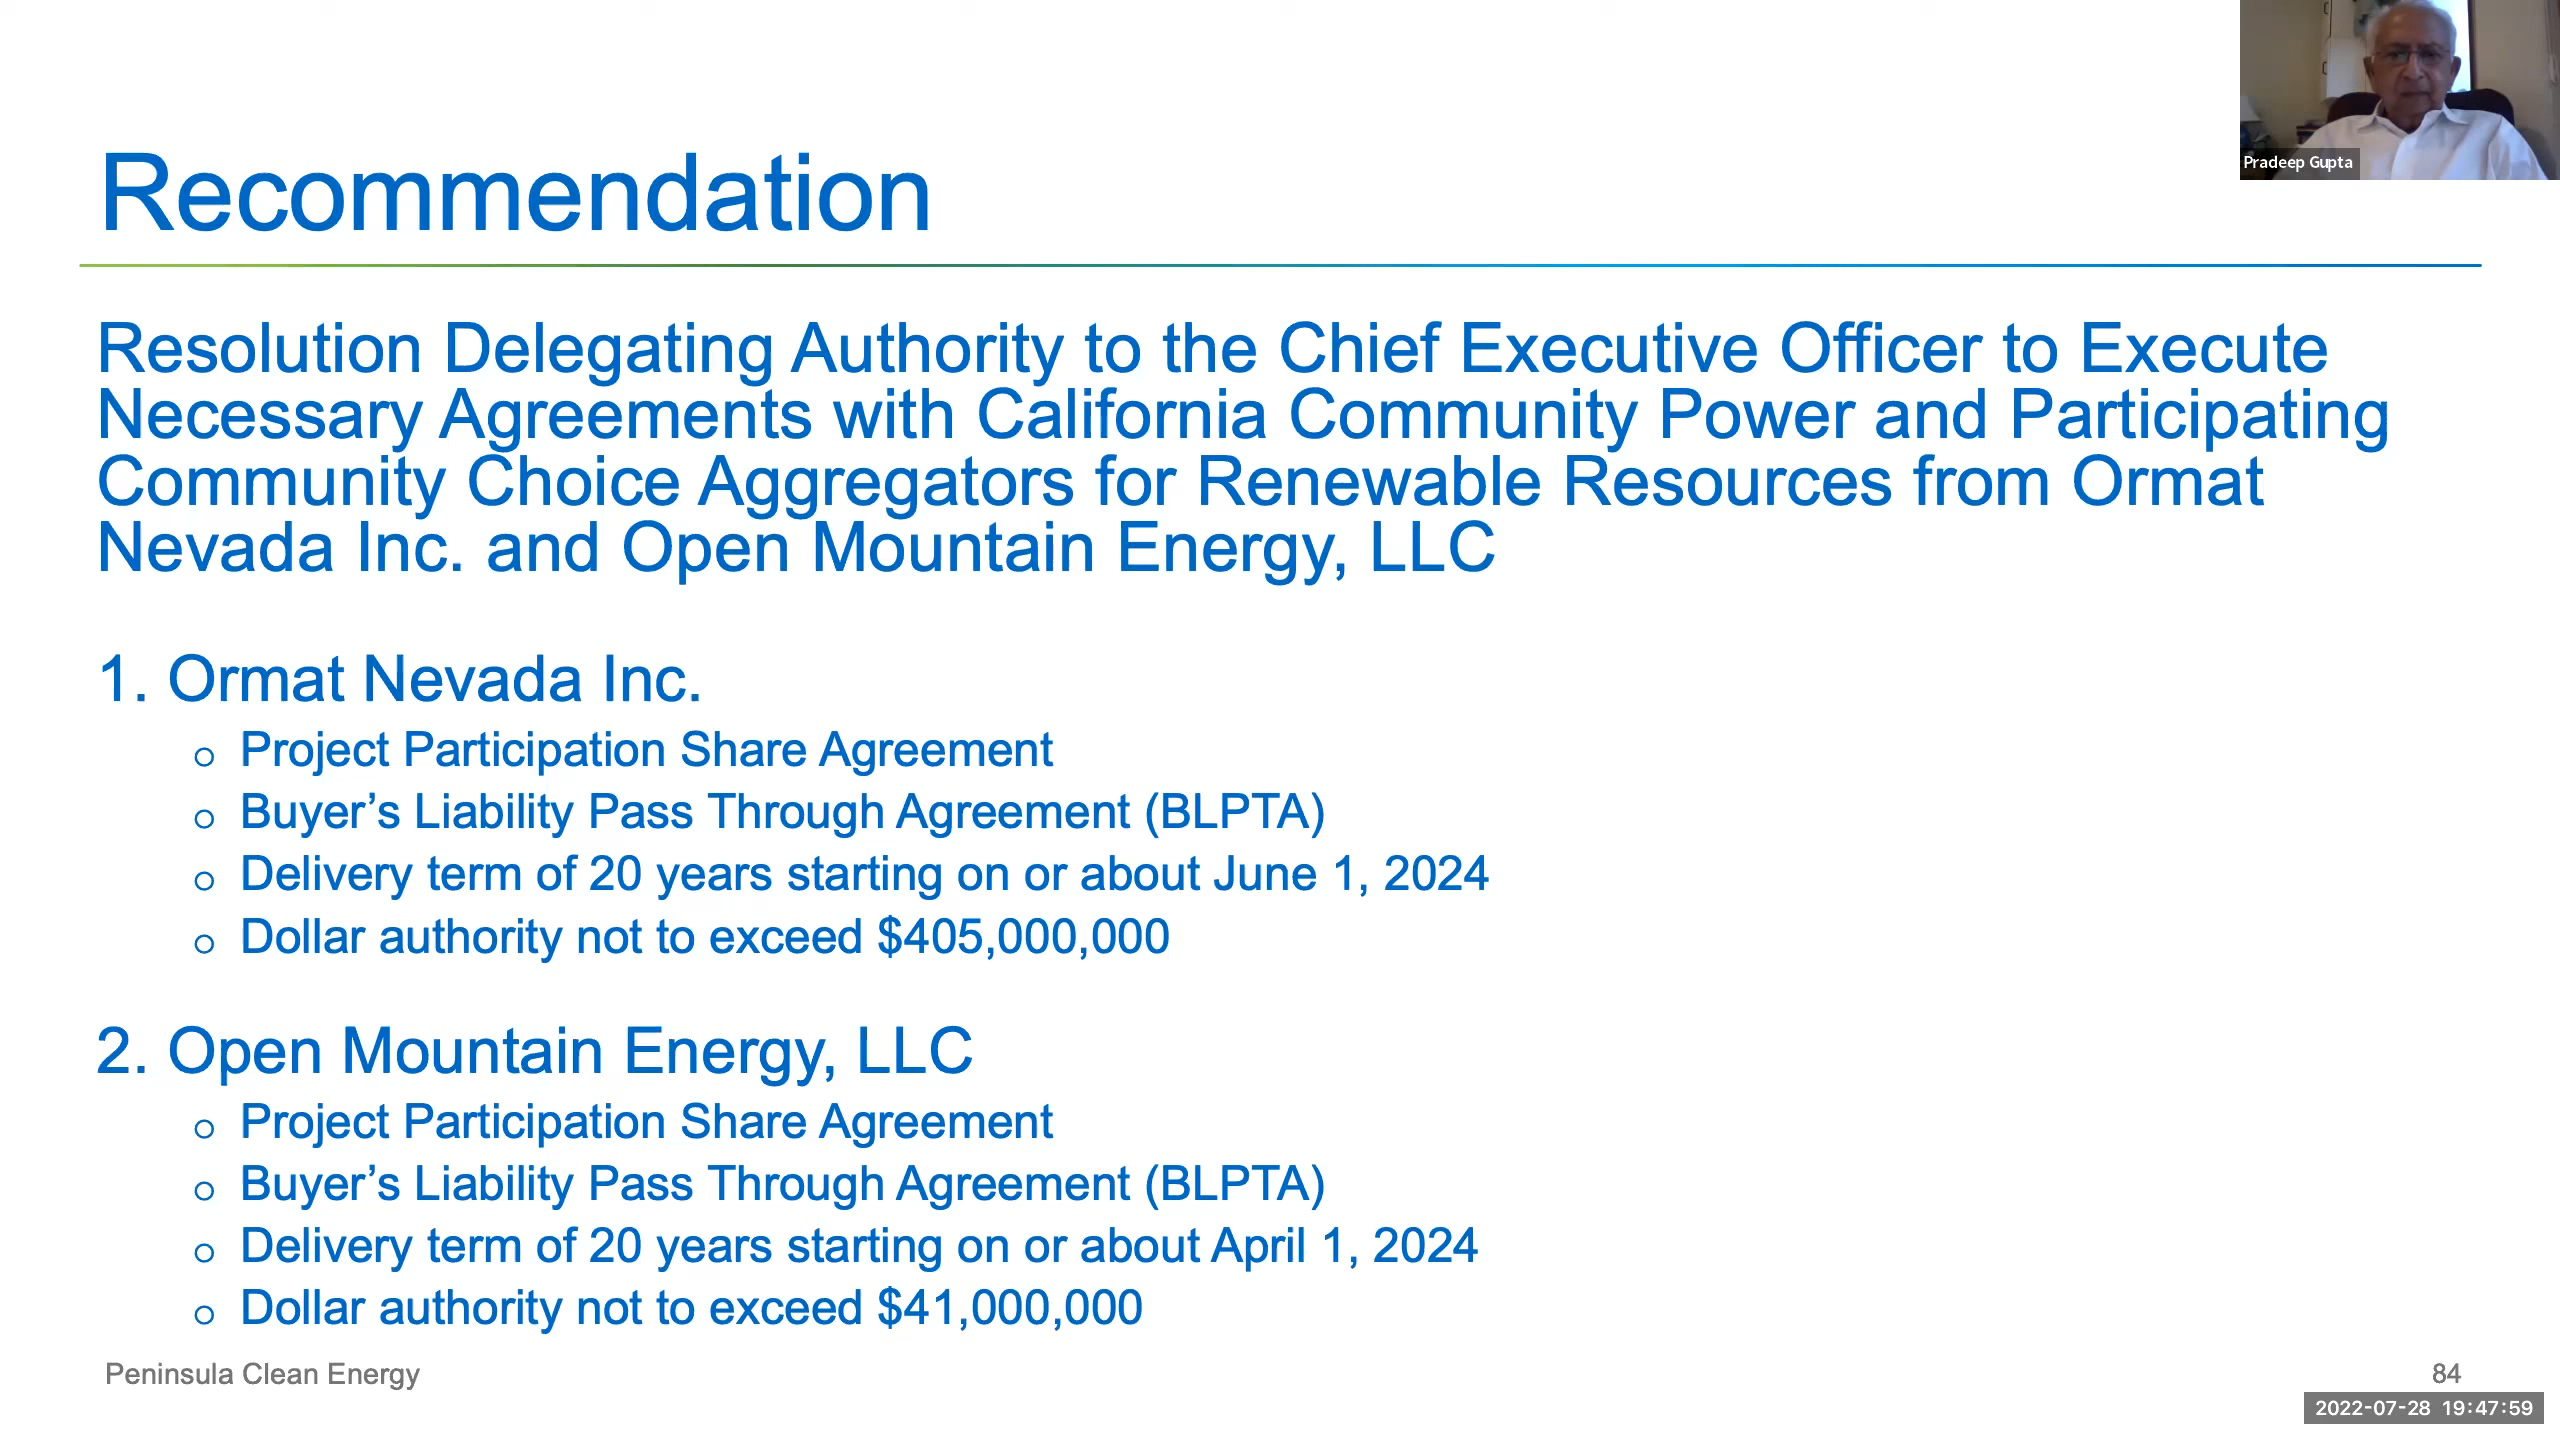 Pradeep Gupta
Recommendation
Resolution Delegating Authority to the Chief Executive Officer to Execute
Necessary Agreements with California Community Power and Participating
Community Choice Aggregators for Renewable Resources from Ormat
Nevada Inc. and Open Mountain Energy, LLC
1. Ormat Nevada Inc.
o Project Participation Share Agreement
o Buyer’s Liability Pass Through Agreement (BLPTA)
o Delivery term of 20 years starting on or about June 1, 2024
o Dollar authority not to exceed $405,000,000
2. Open Mountain Energy, LLC
o Project Participation Share Agreement
o Buyer’s Liability Pass Through Agreement (BLPTA)
o Delivery term of 20 years starting on or about April 1, 2024
o Dollar authority not to exceed $41,000,000
Peninsula Clean Energy
84
2022-07-28 19:47:59